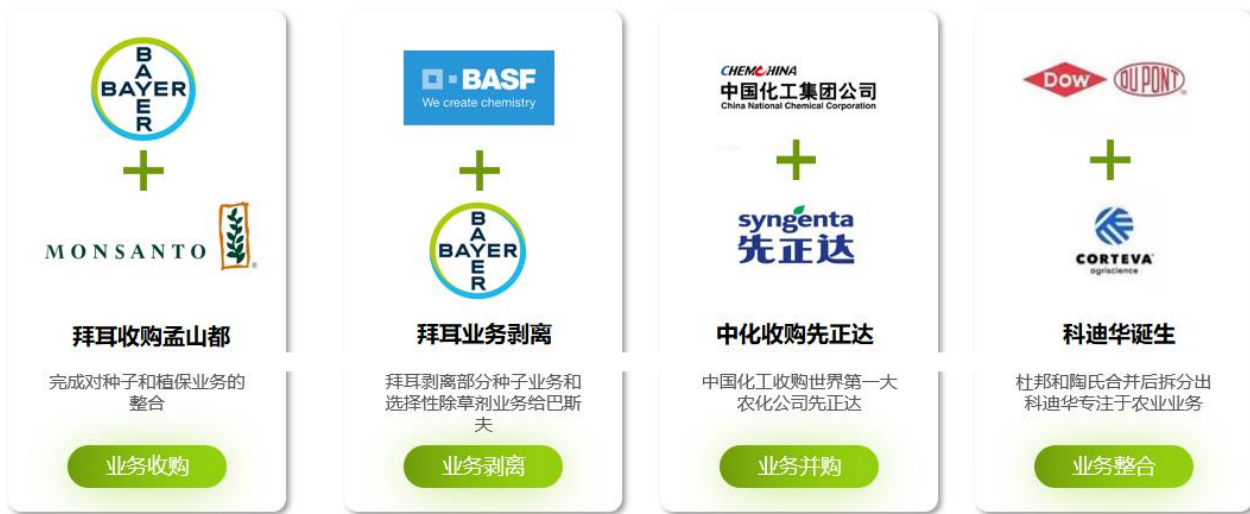 BAYER
BAYER
MONSANTO
拜耳收购孟山都
完成对种子和植保业务的
整合
业务收购
BASF
We create chemistry
BAYER
BAYER
拜耳业务剥离
拜耳剥离部分种子业务和
选择性除草剂业务给巴斯
夫
业务剥离
CHEMCHINA
中国化工集团公司
China National Chemical Corporation
syngenta
先正达
中化收购先正达
中国化工收购世界第一大
农化公司先正达
业务并购
DOW
DUPONT
CORTEVA
agriscience
科迪华诞生
杜邦和陶氏合并后拆分出
科迪华专注于农业业务
业务整合